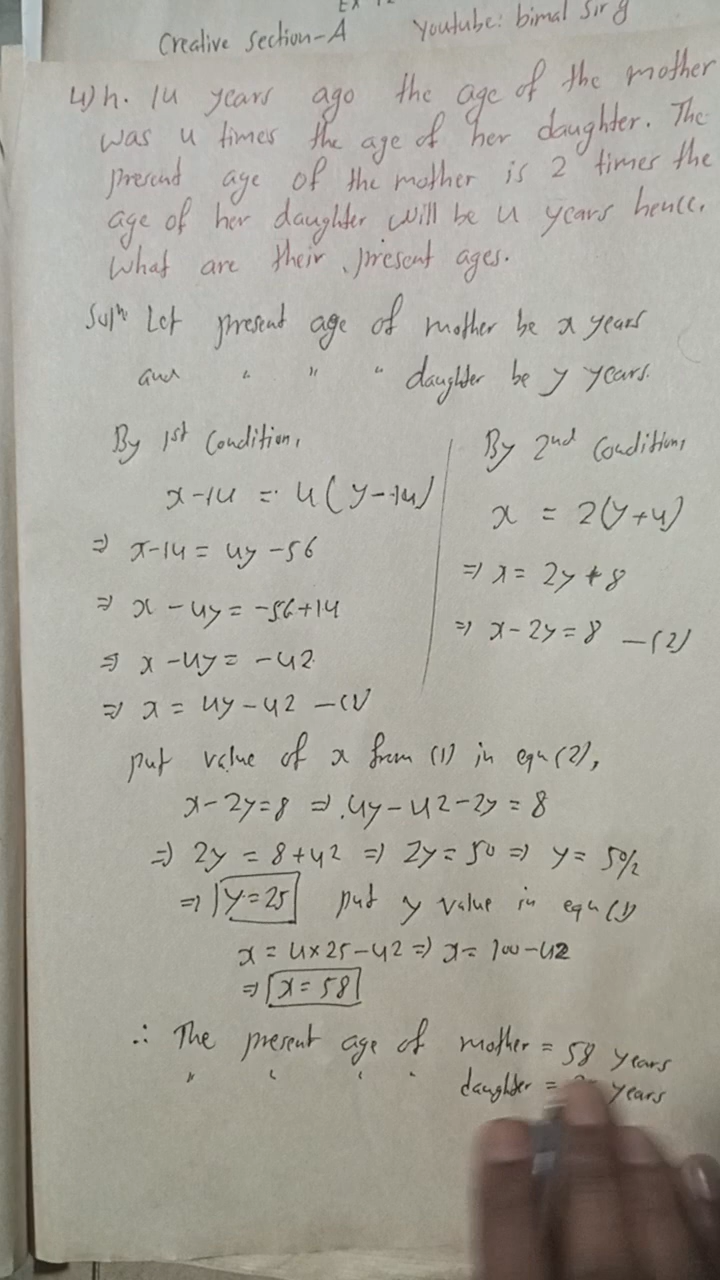 Ex
Creative section-A Youtube: bimal Sir g
4) h. 14 years ago the age of the mother
was 4 times the age of her daughter. The
present age of the mother is 2 times the
age of her daughter will be 4 years hence.
What are their present ages.
Solⁿ Let present age of mother be x years
and " " " daughter be y years.
By 1st Condition,
x-14 = 4(y-14)
⇒ x-14 = 4y -56
⇒ x - 4y = -56+14
⇒ x - 4y = -42
⇒ x = 4y - 42 —(1)
By 2nd Condition,
x = 2(y+4)
⇒ x = 2y + 8
⇒ x - 2y = 8 —(2)
put value of x from (1) in eqn (2),
x-2y=8 ⇒ 4y - 42 - 2y = 8
⇒ 2y = 8+42 ⇒ 2y = 50 ⇒ y = 50/2
⇒ y = 25 put y value in eqn (1)
x = 4×25-42 ⇒ x = 100-42
⇒ x = 58
∴ The present age of mother = 58 years
" " " " daughter = years